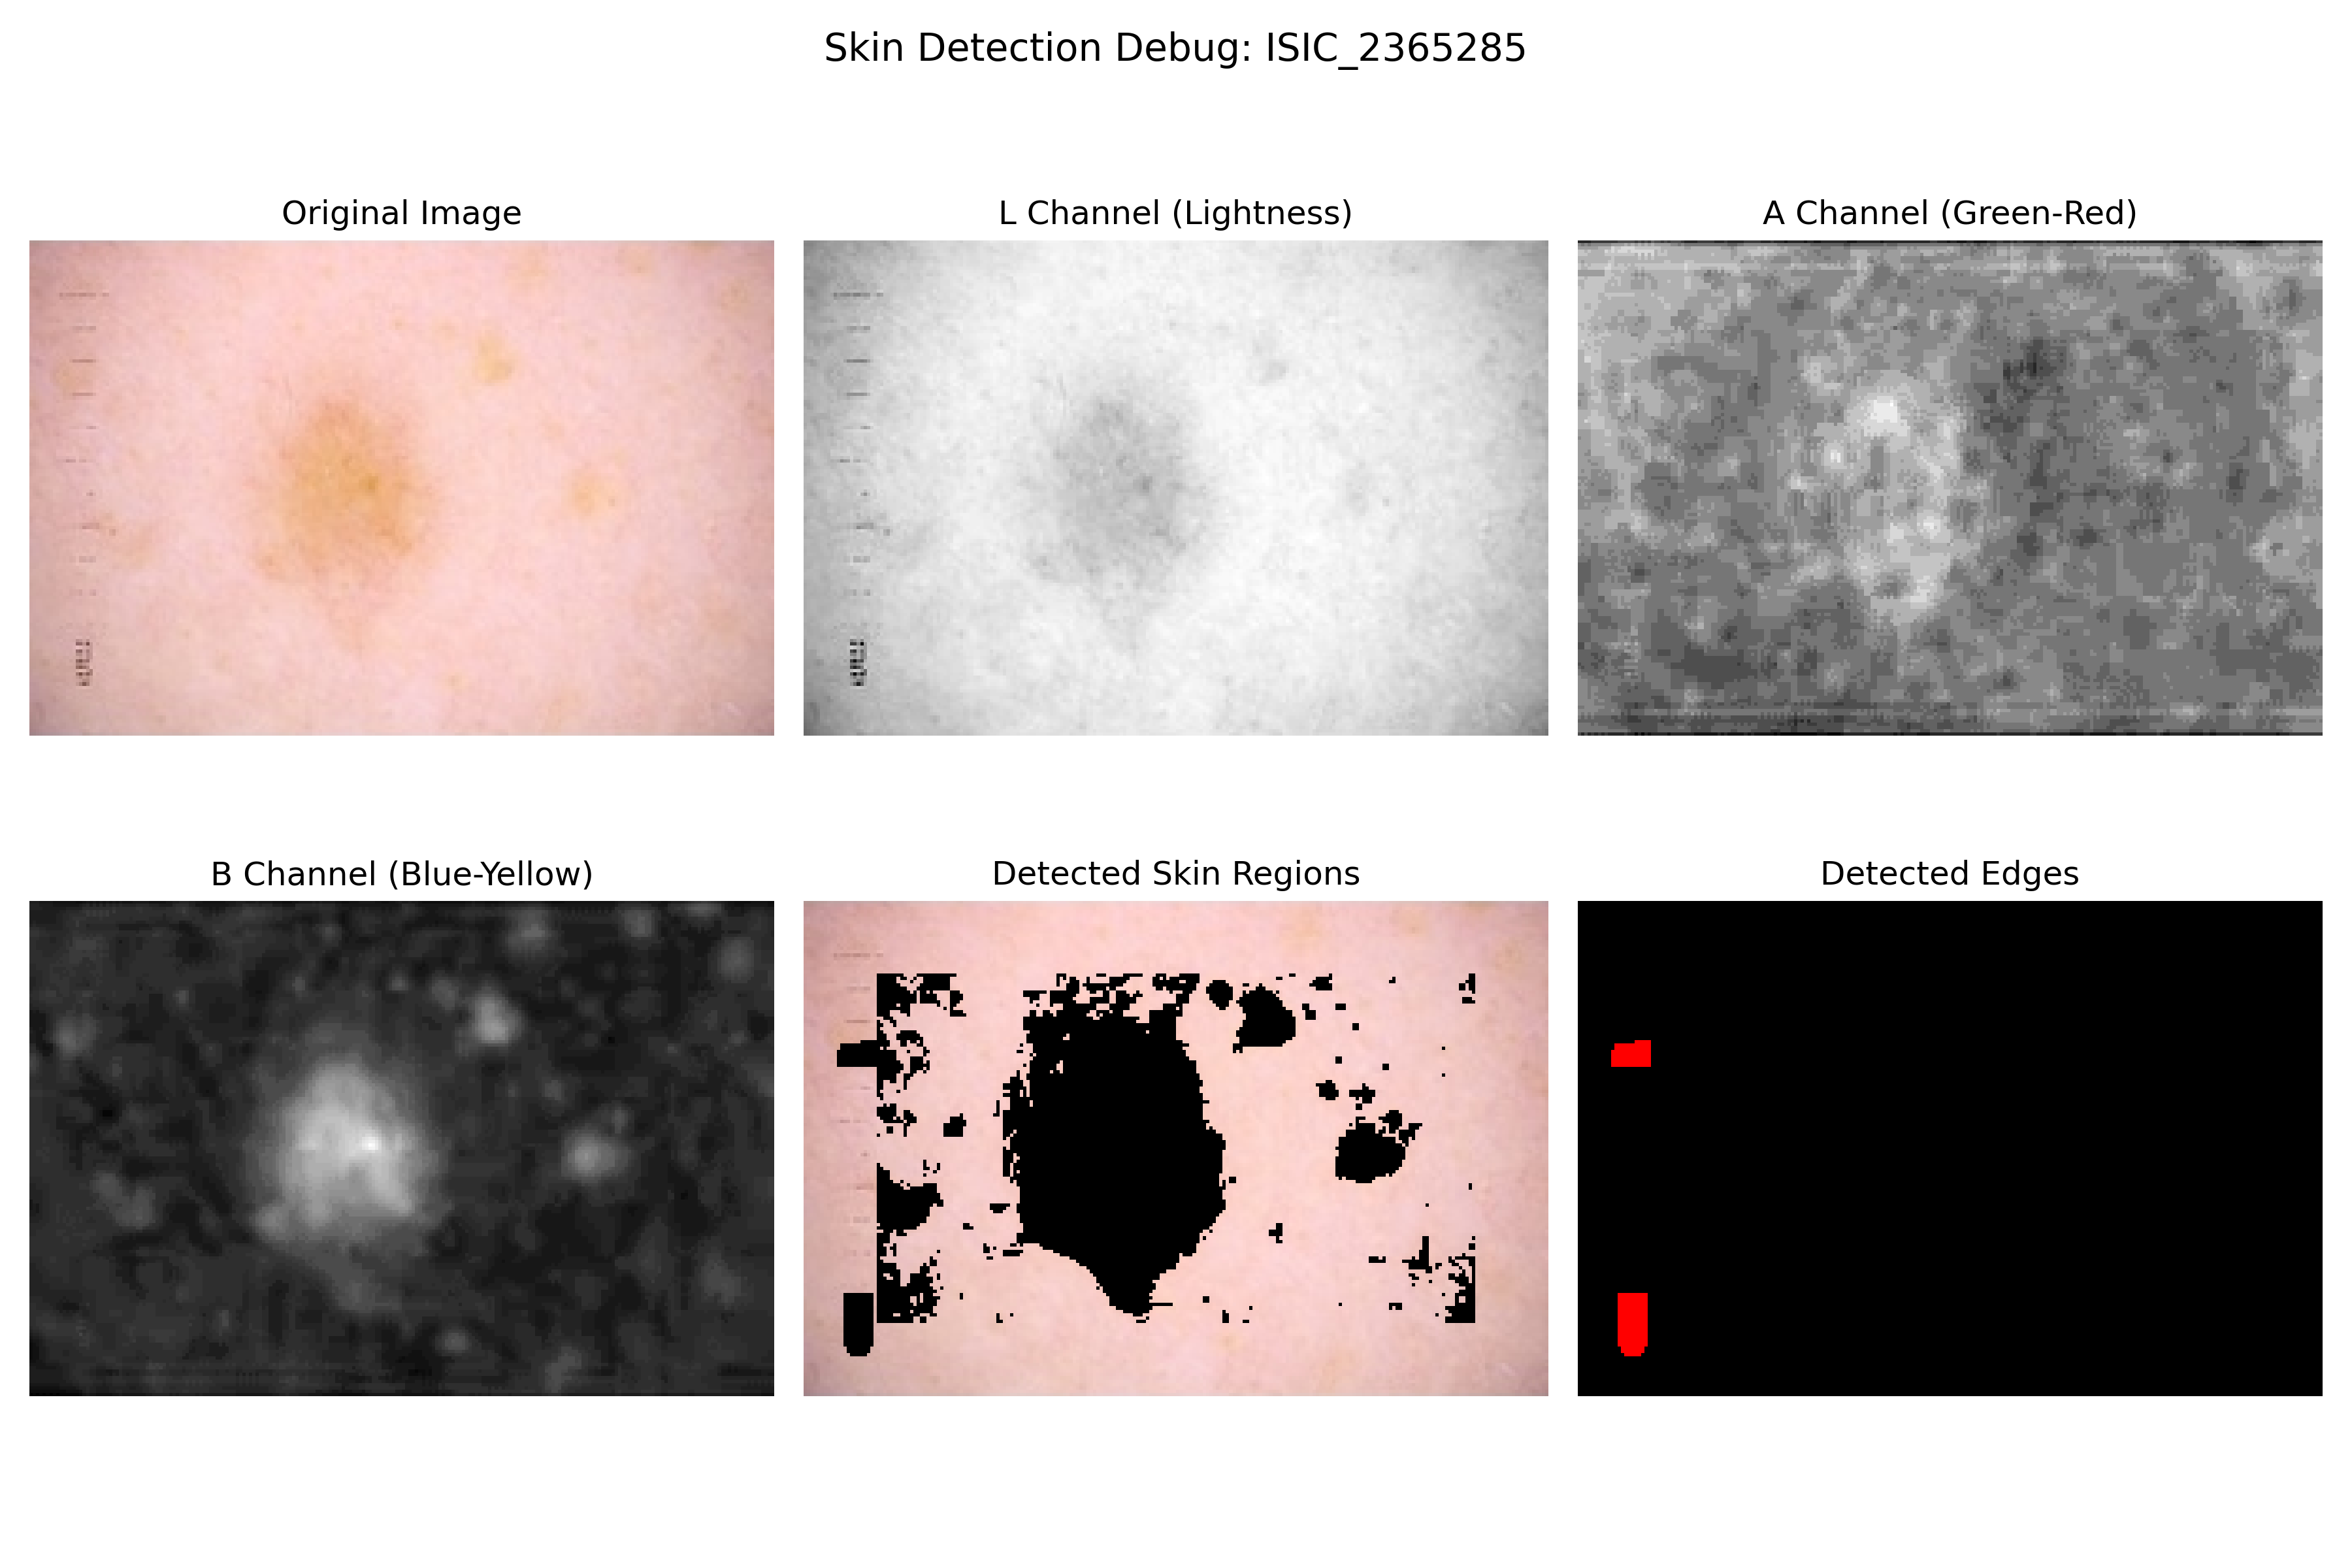 Skin Detection Debug: ISIC_2365285
Original Image
L Channel (Lightness)
A Channel (Green-Red)
B Channel (Blue-Yellow)
Detected Skin Regions
Detected Edges